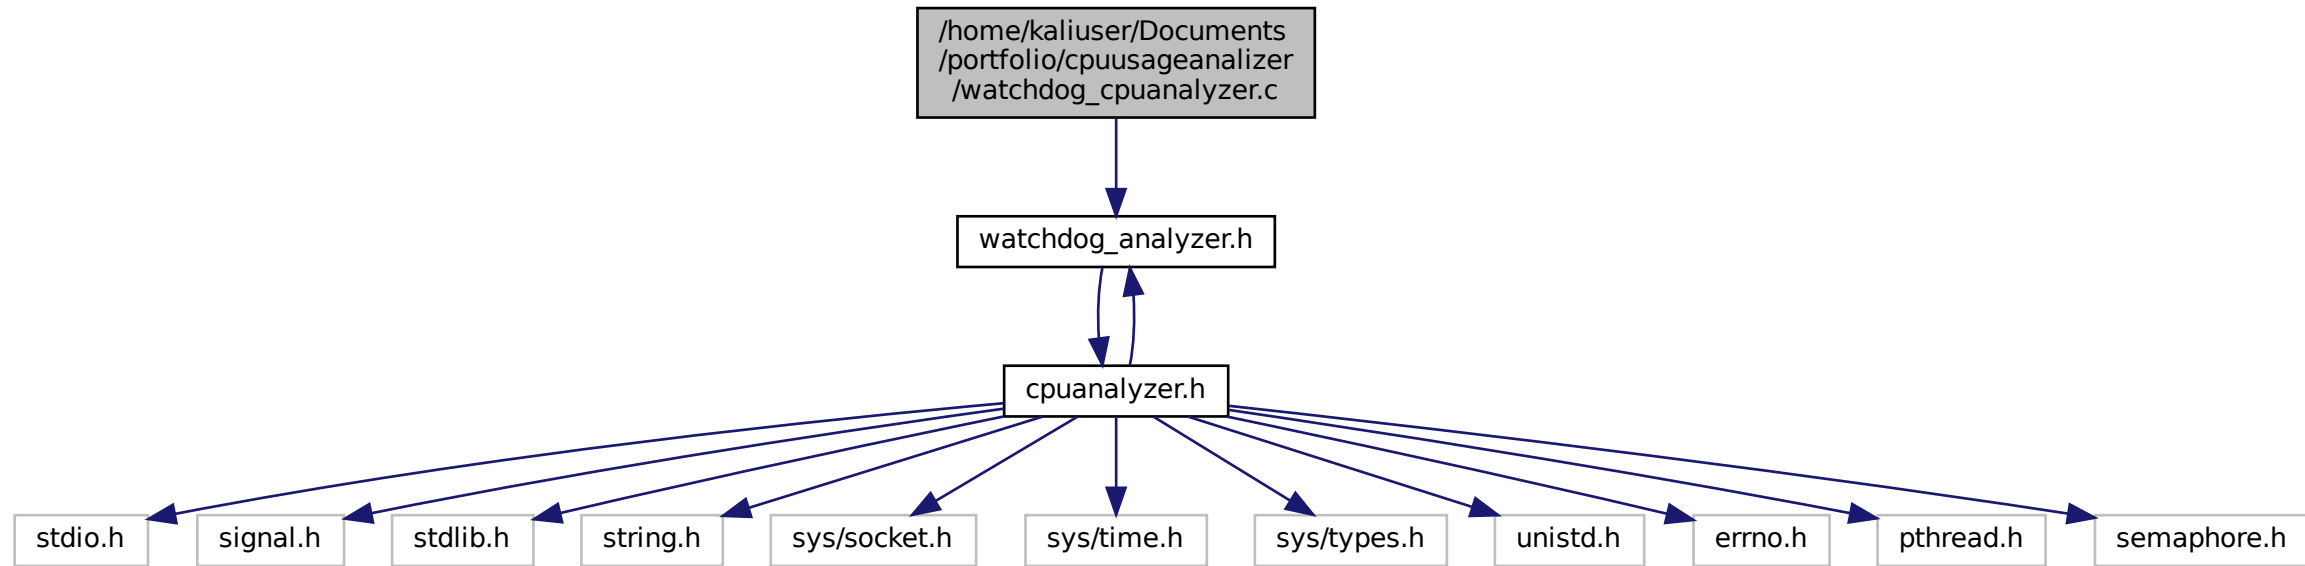 /home/kaliuser/Documents
/portfolio/cpuusageanalizer
/watchdog_cpuanalyzer.c
watchdog_analyzer.h
cpuanalyzer.h
stdio.h
signal.h
stdlib.h
string.h
sys/socket.h
sys/time.h
sys/types.h
unistd.h
errno.h
pthread.h
semaphore.h